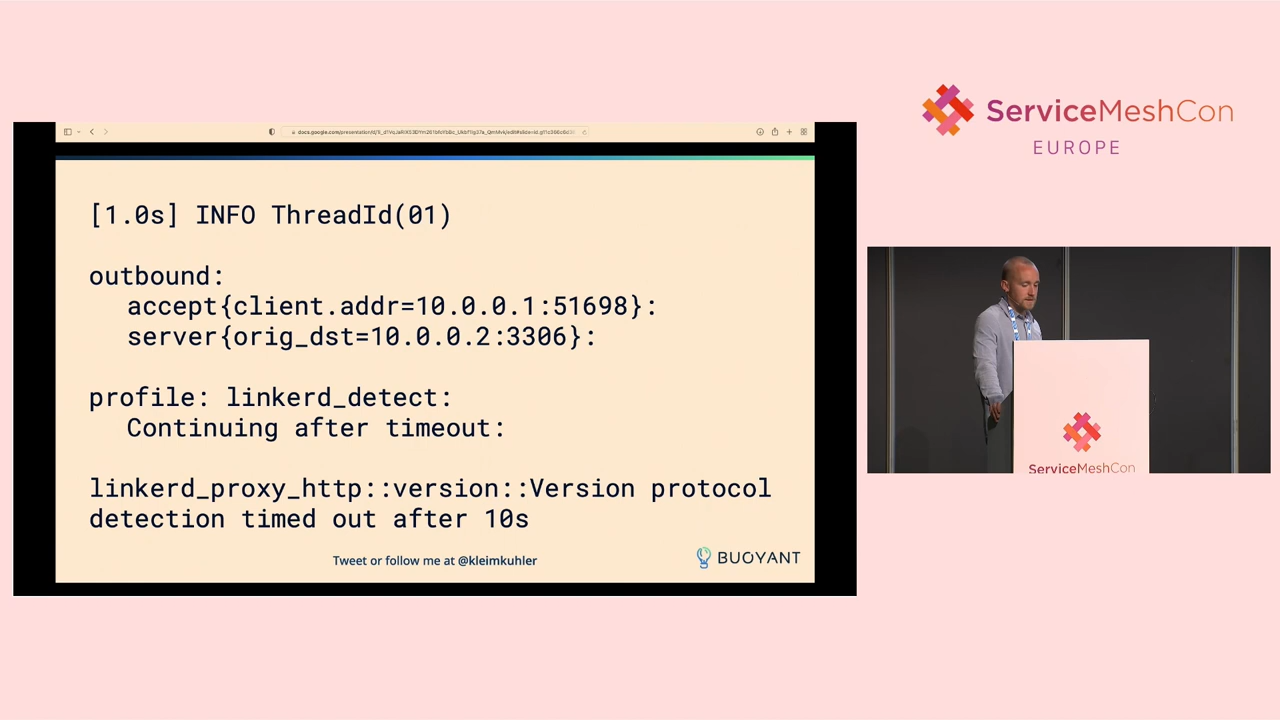 ServiceMeshCon
EUROPE
[1.0s] INFO ThreadId(01)
outbound:
accept{client.addr=10.0.0.1:51698}:
server{orig_dst=10.0.0.2:3306}:
profile: linkerd_detect:
Continuing after timeout:
linkerd_proxy_http::version::Version protocol
detection timed out after 10s
Tweet or follow me at @kleimkuhler
BUOYANT
ServiceMeshCon